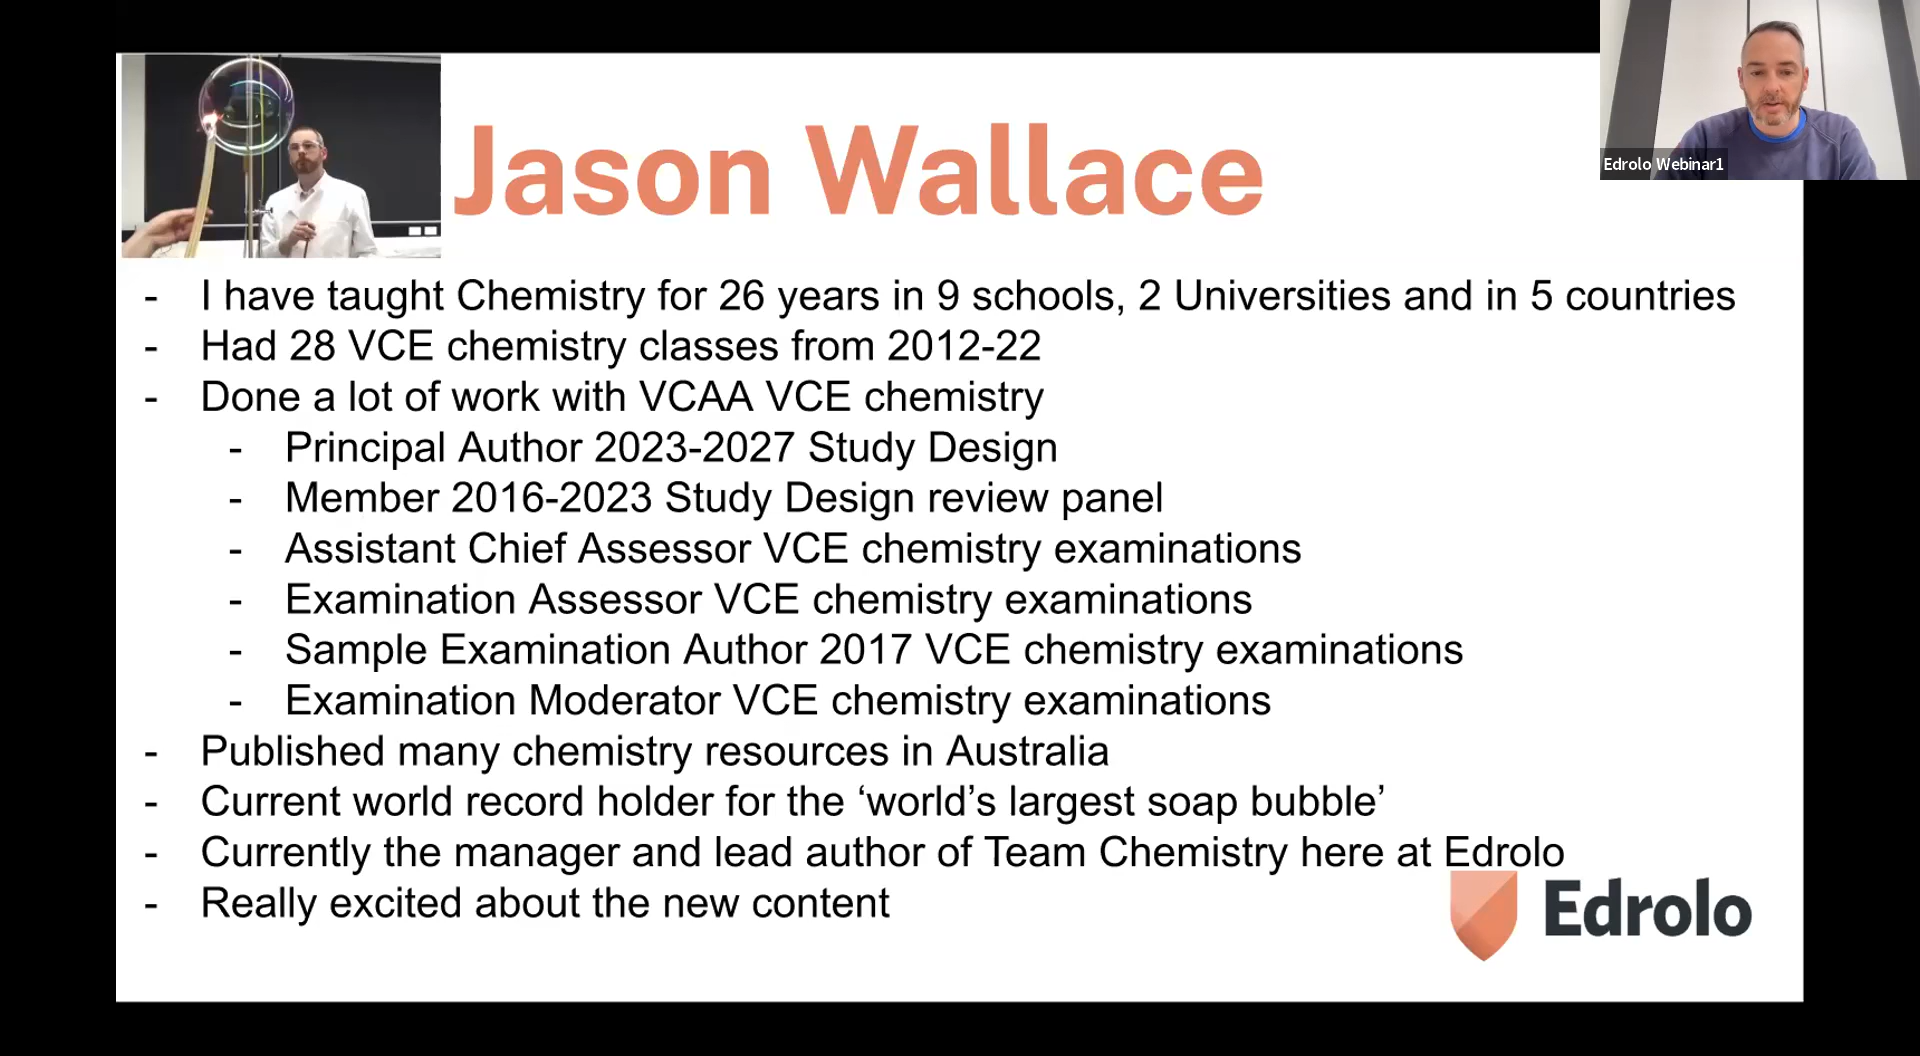 Edrolo Webinar1
Jason Wallace
- I have taught Chemistry for 26 years in 9 schools, 2 Universities and in 5 countries
- Had 28 VCE chemistry classes from 2012-22
- Done a lot of work with VCAA VCE chemistry
- Principal Author 2023-2027 Study Design
- Member 2016-2023 Study Design review panel
- Assistant Chief Assessor VCE chemistry examinations
- Examination Assessor VCE chemistry examinations
- Sample Examination Author 2017 VCE chemistry examinations
- Examination Moderator VCE chemistry examinations
- Published many chemistry resources in Australia
- Current world record holder for the ‘world’s largest soap bubble’
- Currently the manager and lead author of Team Chemistry here at Edrolo
- Really excited about the new content
Edrolo